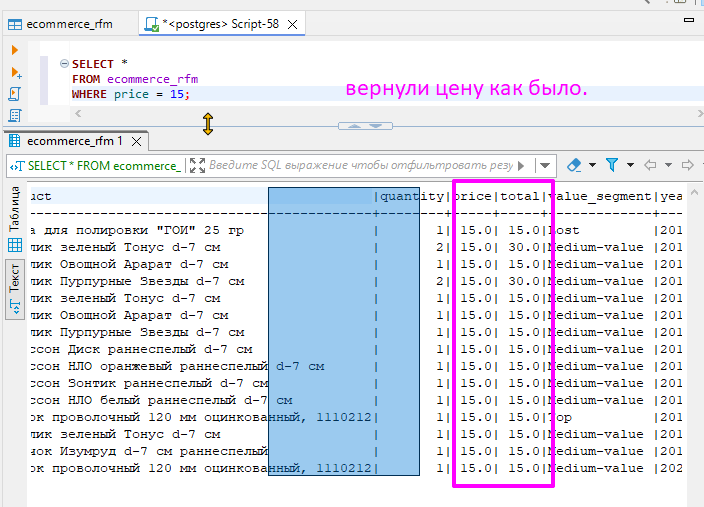 ecommerce_rfm
*<postgres> Script-58
SELECT *
FROM ecommerce_rfm
WHERE price = 15;
вернули цену как было.
ecommerce_rfm 1
SELECT * FROM ecommerce_
Введите SQL выражение чтобы отфильтровать резу
Таблица
Текст
uct |quantity|price|total|value_segment|yea
а для полировки "ГОИ" 25 гр | 1| 15.0| 15.0|Lost |201
лик зеленый Тонус d-7 см | 2| 15.0| 30.0|Medium-value |201
лик Овощной Арарат d-7 см | 1| 15.0| 15.0|Medium-value |201
лик Пурпурные Звезды d-7 см | 2| 15.0| 30.0|Medium-value |201
лик зеленый Тонус d-7 см | 1| 15.0| 15.0|Medium-value |201
лик Овощной Арарат d-7 см | 1| 15.0| 15.0|Medium-value |201
лик Пурпурные Звезды d-7 см | 1| 15.0| 15.0|Medium-value |201
ссон Диск раннеспелый d-7 см | 1| 15.0| 15.0|Medium-value |201
ссон НЛО оранжевый раннеспелый d-7 см | 1| 15.0| 15.0|Medium-value |201
ссон Зонтик раннеспелый d-7 см | 1| 15.0| 15.0|Medium-value |201
ссон НЛО белый раннеспелый d-7 см | 1| 15.0| 15.0|Medium-value |201
ок проволочный 120 мм оцинкованный, 1110212| 1| 15.0| 15.0|Top |201
лик зеленый Тонус d-7 см | 1| 15.0| 15.0|Medium-value |201
чок Изумруд d-7 см раннеспелый | 1| 15.0| 15.0|Medium-value |201
ок проволочный 120 мм оцинкованный, 1110212| 1| 15.0| 15.0|Medium-value |202